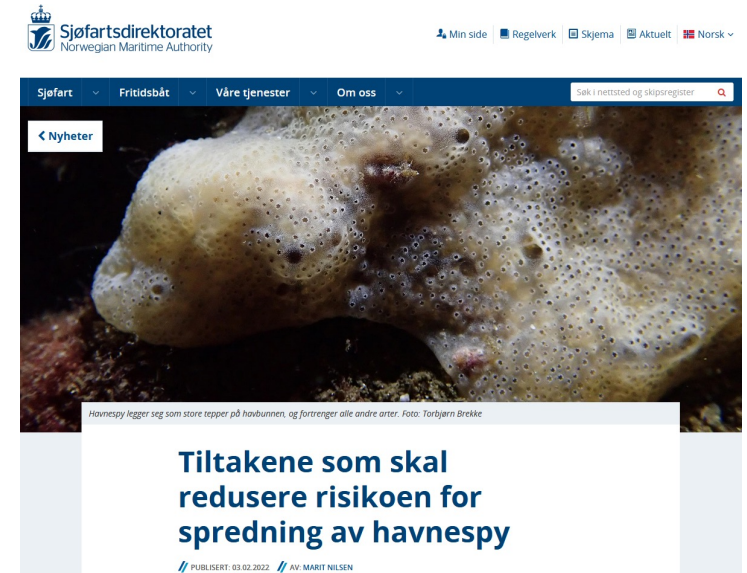 Sjøfartsdirektoratet
Norwegian Maritime Authority
Min side
Regelverk
Skjema
Aktuelt
Norsk
Sjøfart
Fritidsbåt
Våre tjenester
Om oss
Søk i nettsted og skipsregister
Nyheter
Havnespy legger seg som store tepper på havbunnen, og fortrenger alle andre arter. Foto: Torbjørn Brekke
Tiltakene som skal
redusere risikoen for
spredning av havnespy
// PUBLISERT: 03.02.2022 // AV: MARIT NILSEN